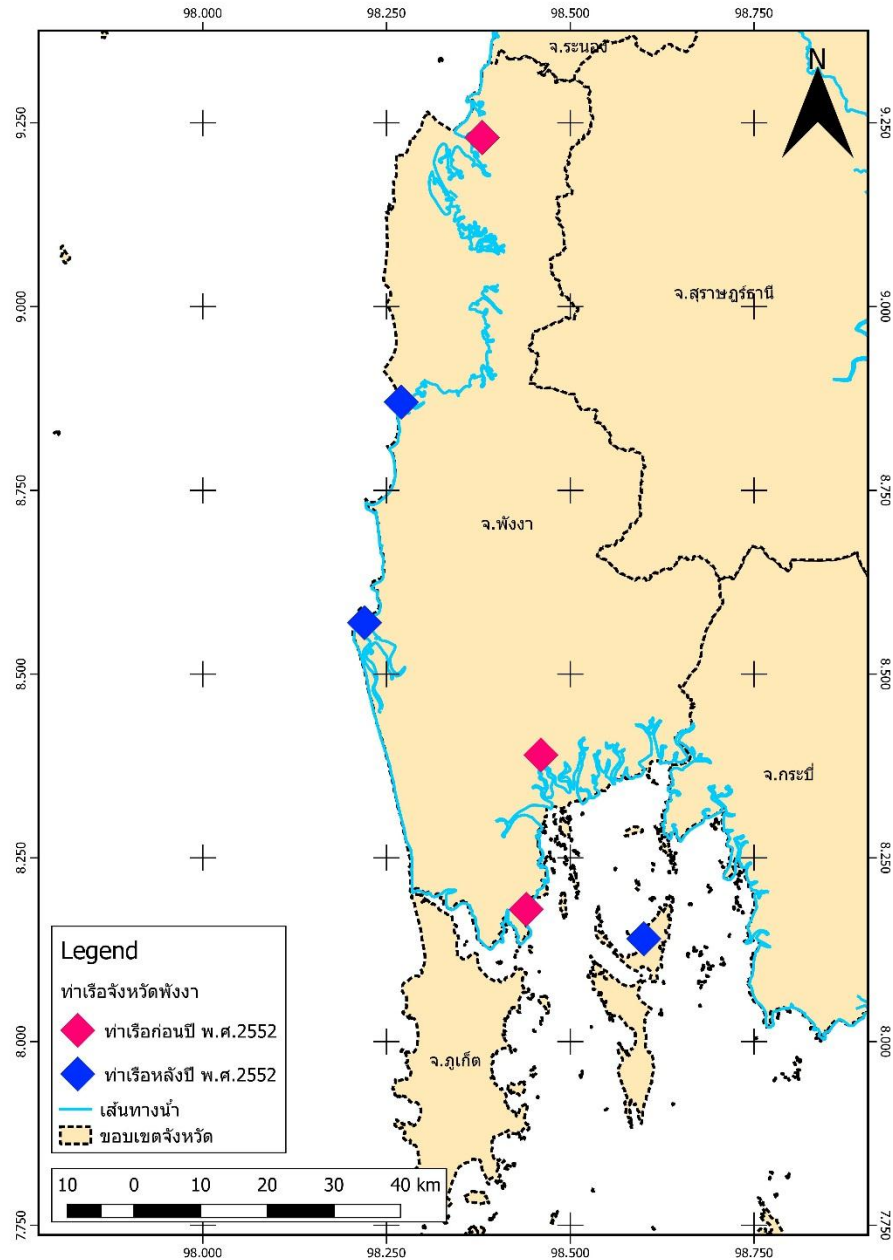 98.000 98.250 98.500 98.750
จ.ระนอง
N
9.250 9.250
9.000 9.000
จ.สุราษฎร์ธานี
8.750 8.750
จ.พังงา
8.500 8.500
จ.กระบี่
8.250 8.250
8.000 8.000
จ.ภูเก็ต
Legend
ท่าเรือจังหวัดพังงา
ท่าเรือก่อนปี พ.ศ.2552
ท่าเรือหลังปี พ.ศ.2552
เส้นทางน้ำ
ขอบเขตจังหวัด
10 0 10 20 30 40 km
7.750 7.750
98.000 98.250 98.500 98.750